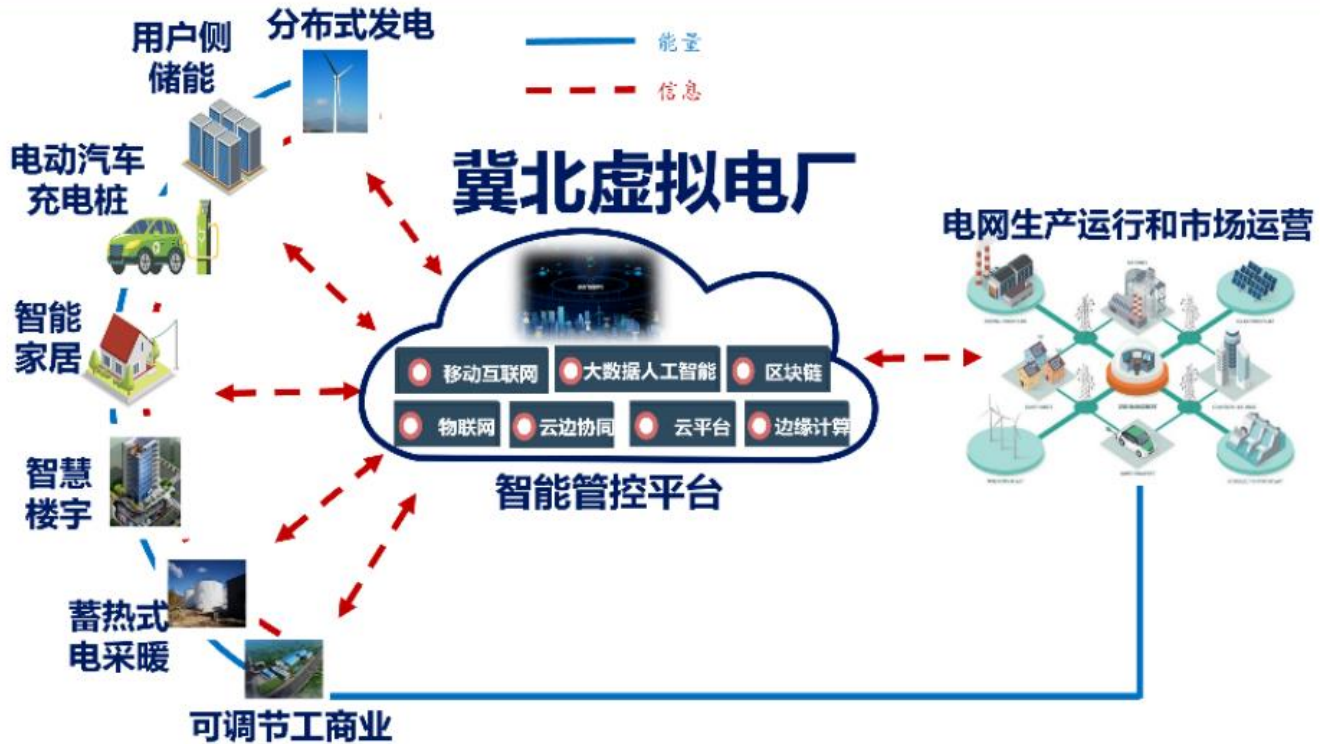 分布式发电
用户侧
储能
能量
信息
电动汽车
充电桩
冀北虚拟电厂
电网生产运行和市场运营
智能
家居
移动互联网
大数据人工智能
区块链
物联网
云边协同
云平台
边缘计算
智能管控平台
智慧
楼宇
蓄热式
电采暖
可调节工商业